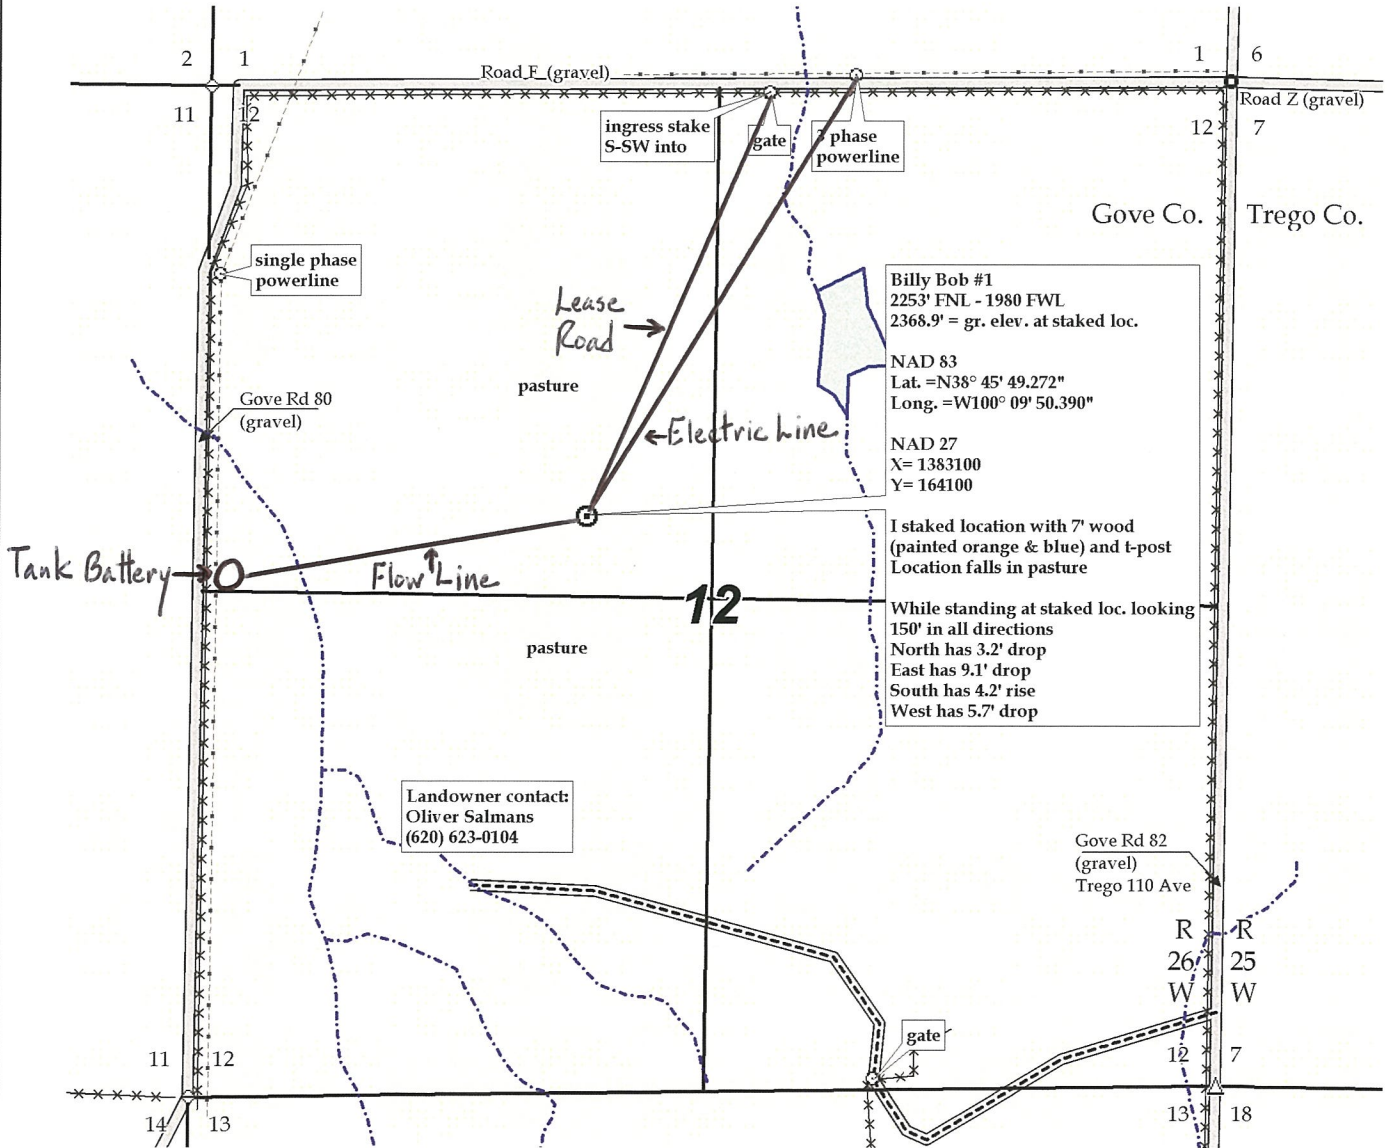 2
1
1
6
Road F (gravel)
11
12
12
7
Road Z (gravel)
ingress stake
S-SW into
gate
3 phase
powerline
Gove Co.
Trego Co.
single phase
powerline
Billy Bob #1
2253' FNL - 1980 FWL
2368.9' = gr. elev. at staked loc.
NAD 83
Lat. =N38° 45' 49.272"
Long. =W100° 09' 50.390"
NAD 27
X= 1383100
Y= 164100
I staked location with 7' wood
(painted orange & blue) and t-post
Location falls in pasture
While standing at staked loc. looking
150' in all directions
North has 3.2' drop
East has 9.1' drop
South has 4.2' rise
West has 5.7' drop
Lease
Road
pasture
Gove Rd 80
(gravel)
Electric Line
Tank Battery
Flow Line
12
pasture
Landowner contact:
Oliver Salmans
(620) 623-0104
Gove Rd 82
(gravel)
Trego 110 Ave
R
26
W
R
25
W
gate
11
12
12
7
14
13
13
18